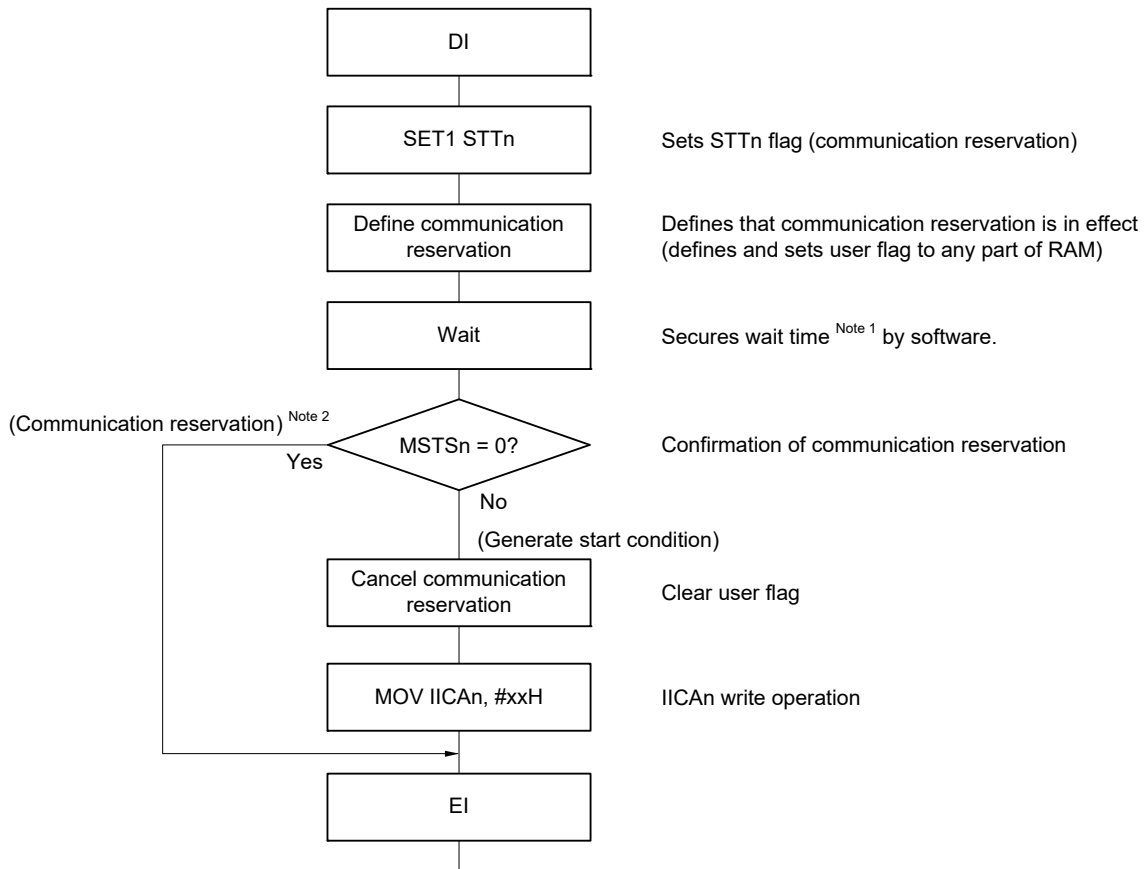 DI
SET1 STTn
Sets STTn flag (communication reservation)
Define communication
reservation
Defines that communication reservation is in effect
(defines and sets user flag to any part of RAM)
Wait
Secures wait time Note 1 by software.
(Communication reservation) Note 2
MSTSn = 0?
Confirmation of communication reservation
Yes
No
(Generate start condition)
Cancel communication
reservation
Clear user flag
MOV IICAn, #xxH
IICAn write operation
EI